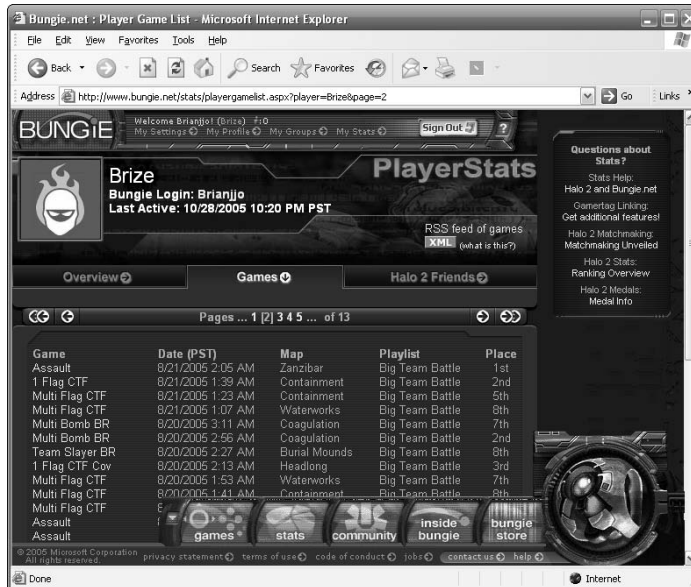 Bungie.net : Player Game List - Microsoft Internet Explorer
File Edit View Favorites Tools Help
Back Search Favorites
Address http://www.bungie.net/stats/playergamelist.aspx?player=Brize&page=2 Go Links
BUNGiE
Welcome Brianjjo! (Brize) #:0
My Settings My Profile My Groups My Stats Sign Out ?
PlayerStats
Brize
Bungie Login: Brianjjo
Last Active: 10/28/2005 10:20 PM PST
RSS feed of games
XML (what is this?)
Questions about Stats?
Stats Help:
Halo 2 and Bungie.net
Gamertag Linking:
Get additional features!
Halo 2 Matchmaking:
Matchmaking Unveiled
Halo 2 Stats:
Ranking Overview
Halo 2 Medals:
Medal Info
Overview Games Halo 2 Friends
Pages ... 1 [2] 3 4 5 ... of 13
Game Date (PST) Map Playlist Place
Assault 8/21/2005 2:05 AM Zanzibar Big Team Battle 1st
1 Flag CTF 8/21/2005 1:39 AM Containment Big Team Battle 2nd
Multi Flag CTF 8/21/2005 1:23 AM Containment Big Team Battle 5th
Multi Flag CTF 8/21/2005 1:07 AM Waterworks Big Team Battle 8th
Multi Bomb BR 8/20/2005 3:11 AM Coagulation Big Team Battle 7th
Multi Bomb BR 8/20/2005 2:56 AM Coagulation Big Team Battle 2nd
Team Slayer BR 8/20/2005 2:27 AM Burial Mounds Big Team Battle 8th
1 Flag CTF Cov 8/20/2005 2:13 AM Headlong Big Team Battle 3rd
Multi Flag CTF 8/20/2005 1:53 AM Waterworks Big Team Battle 7th
Multi Flag CTF 8/20/2005 1:41 AM Containment Big Team Battle 8th
Multi Flag CTF
Assault
Assault
games stats community inside bungie bungie store
© 2005 Microsoft Corporation
All rights reserved.
privacy statement terms of use code of conduct jobs contact us help
Done Internet